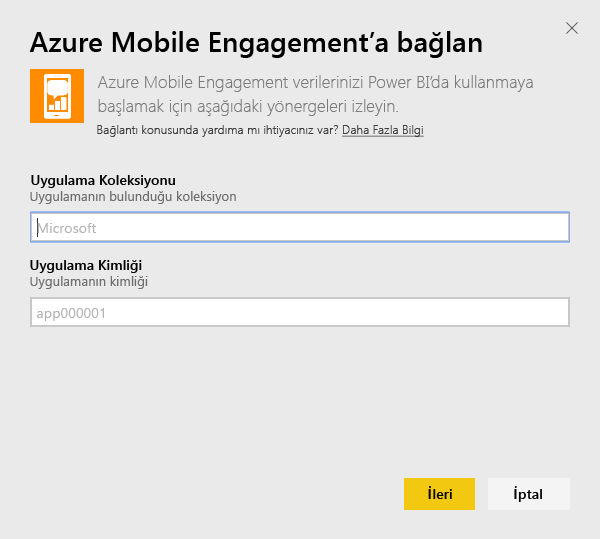 Azure Mobile Engagement’a bağlan
Azure Mobile Engagement verilerinizi Power BI’da kullanmaya
başlamak için aşağıdaki yönergeleri izleyin.
Bağlantı konusunda yardıma mı ihtiyacınız var? Daha Fazla Bilgi
Uygulama Koleksiyonu
Uygulamanın bulunduğu koleksiyon
Microsoft
Uygulama Kimliği
Uygulamanın kimliği
app000001
İleri
İptal